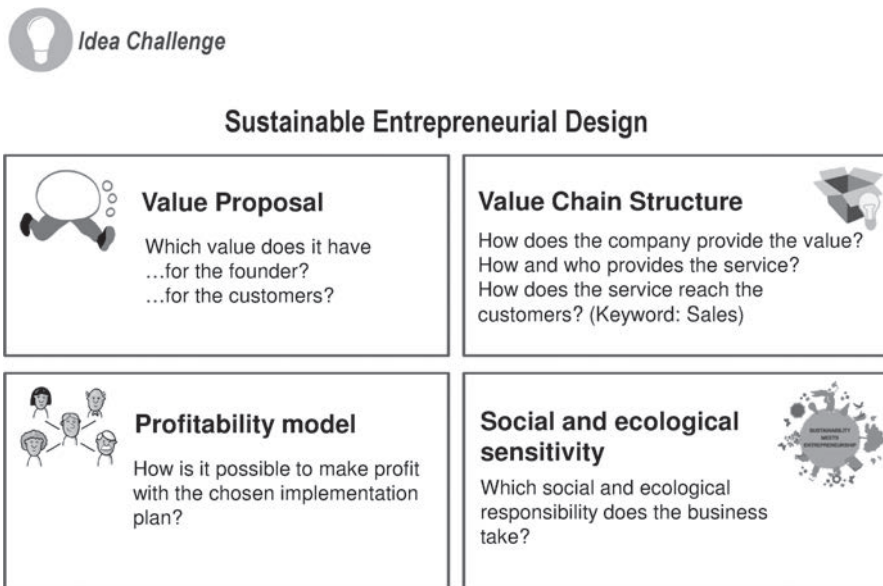 Idea Challenge
Sustainable Entrepreneurial Design
Value Proposal
Which value does it have
…for the founder?
…for the customers?
Value Chain Structure
How does the company provide the value?
How and who provides the service?
How does the service reach the
customers? (Keyword: Sales)
Profitability model
How is it possible to make profit
with the chosen implementation
plan?
Social and ecological
sensitivity
SUSTAINABILITY
MEETS
ENTREPRENEURSHIP
Which social and ecological
responsibility does the business
take?